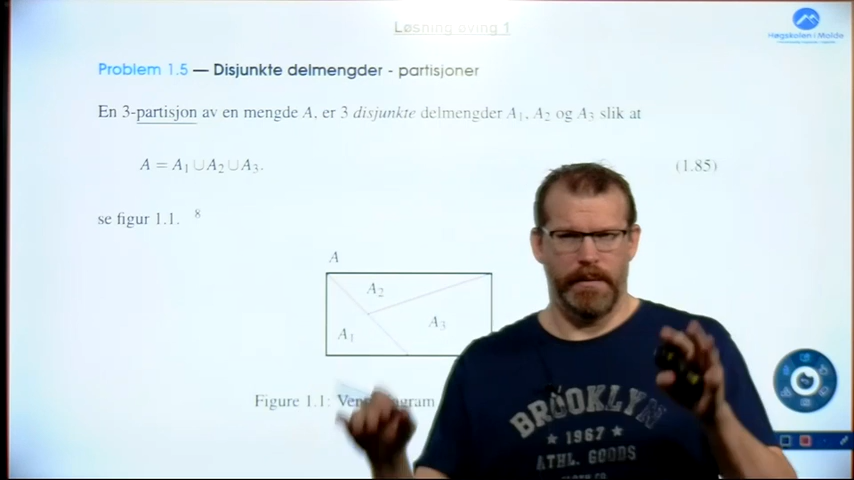 Løsning øving 1
Høgskolen i Molde
Problem 1.5 — Disjunkte delmengder - partisjoner
En 3-partisjon av en mengde A, er 3 disjunkte delmengder A₁, A₂ og A₃ slik at
A = A₁ ∪ A₂ ∪ A₃. (1.85)
se figur 1.1. 8
A
A₂
A₃
A₁
Figure 1.1:
BROOKLYN
★ 1967 ★
ATHL. GOODS